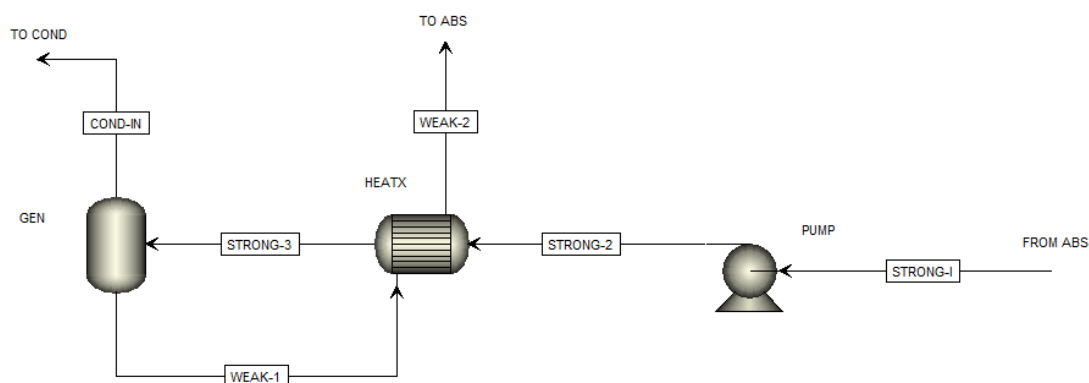 TO COND
TO ABS
COND-IN
WEAK-2
HEATX
GEN
STRONG-3
STRONG-2
PUMP
FROM ABS
STRONG-I
WEAK-1